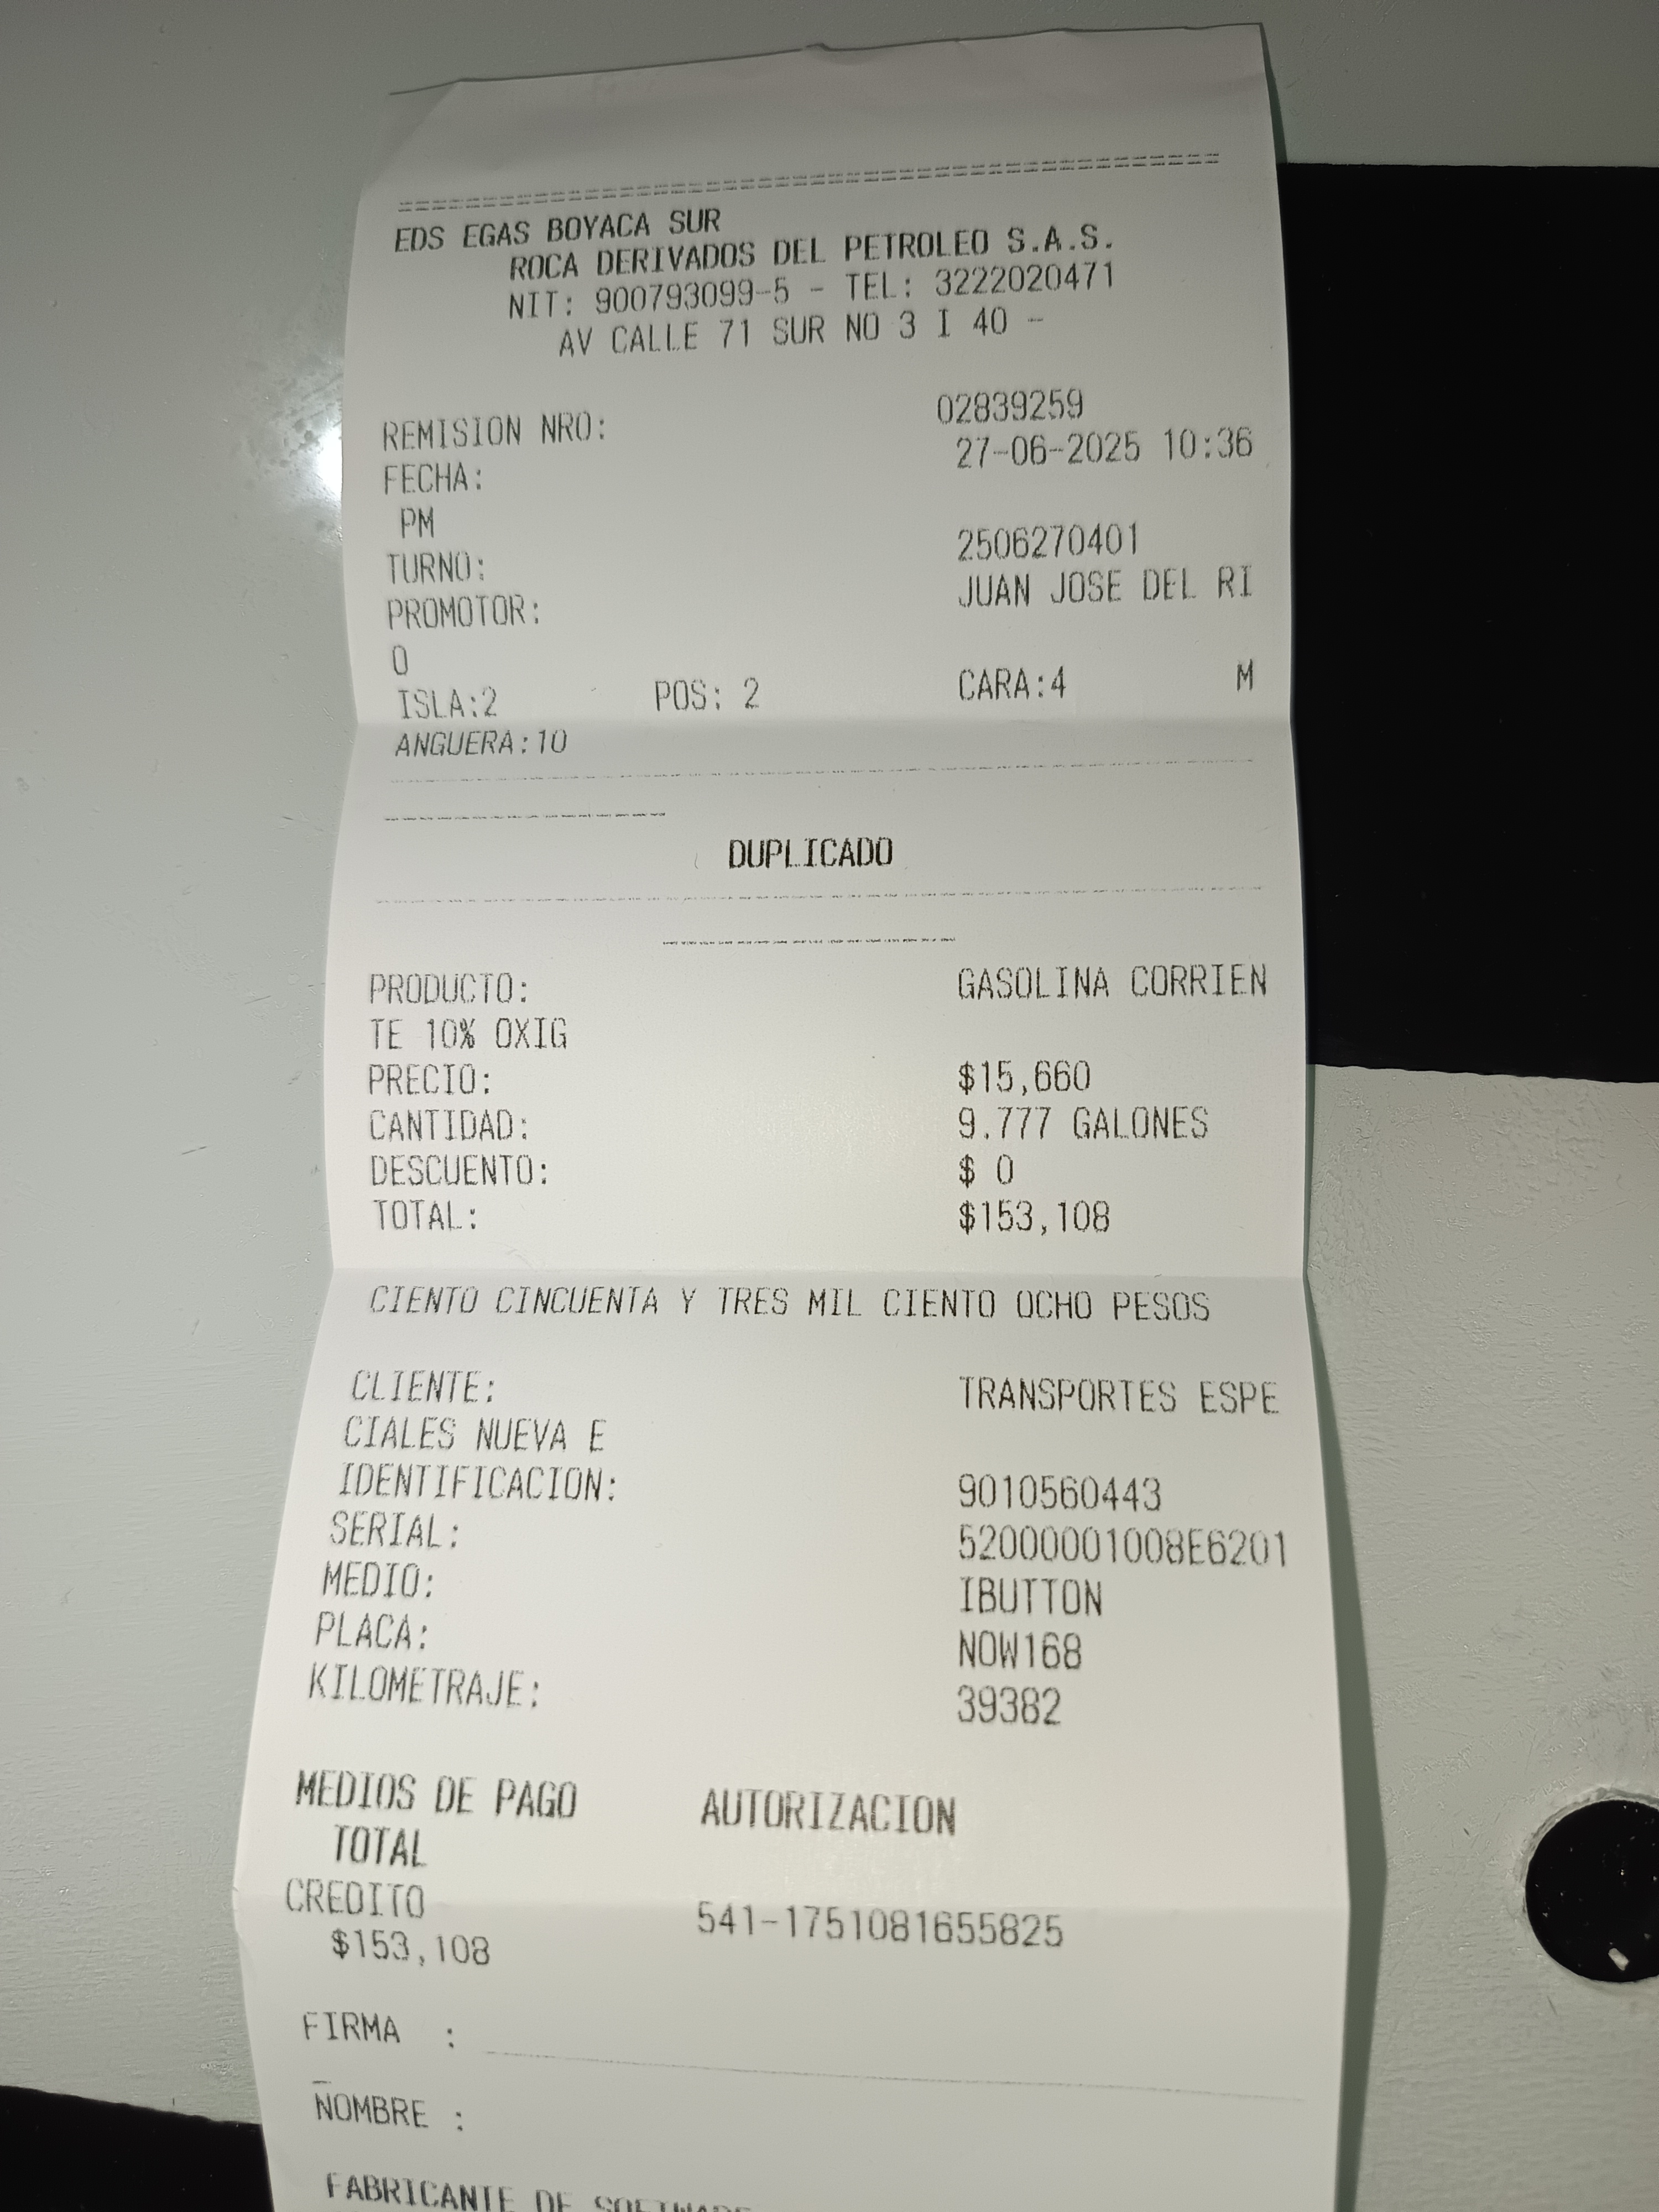 EDS EGAS BOYACA SUR
ROCA DERIVADOS DEL PETROLEO S.A.S.
NIT: 900793099-5 - TEL: 3222020471
AV CALLE 71 SUR NO 3 I 40 -
REMISION NRO: 02839259
FECHA: 27-06-2025 10:36
PM
TURNO: 2506270401
PROMOTOR: JUAN JOSE DEL RI
O
ISLA:2 POS: 2 CARA:4 M
ANGUERA:10
DUPLICADO
PRODUCTO: GASOLINA CORRIEN
TE 10% OXIG
PRECIO: $15,660
CANTIDAD: 9.777 GALONES
DESCUENTO: $ 0
TOTAL: $153,108
CIENTO CINCUENTA Y TRES MIL CIENTO OCHO PESOS
CLIENTE: TRANSPORTES ESPE
CIALES NUEVA E
IDENTIFICACION: 9010560443
SERIAL: 52000001008E6201
MEDIO: IBUTTON
PLACA: NOW168
KILOMETRAJE: 39382
MEDIOS DE PAGO AUTORIZACION
TOTAL
CREDITO 541-1751081655825
$153,108
FIRMA :
NOMBRE :
FABRICANTE DE SOFTWARE